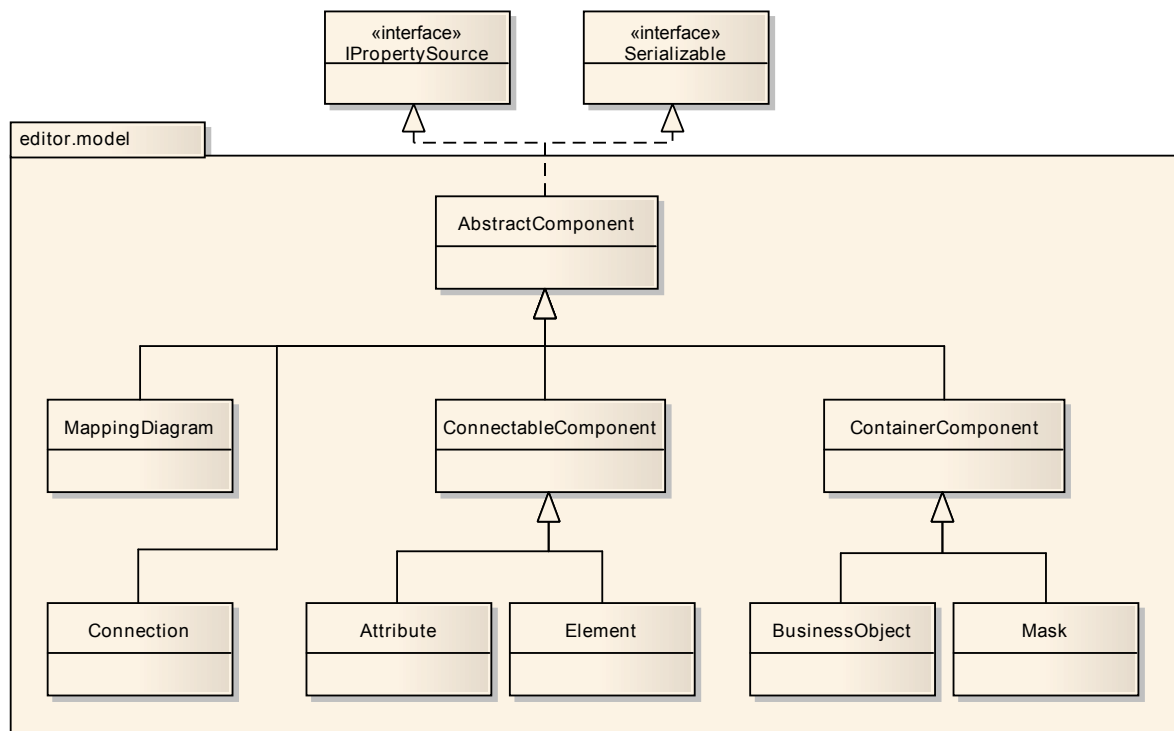 «interface»
IPropertySource
«interface»
Serializable
editor.model
AbstractComponent
MappingDiagram
ConnectableComponent
ContainerComponent
Connection
Attribute
Element
BusinessObject
Mask